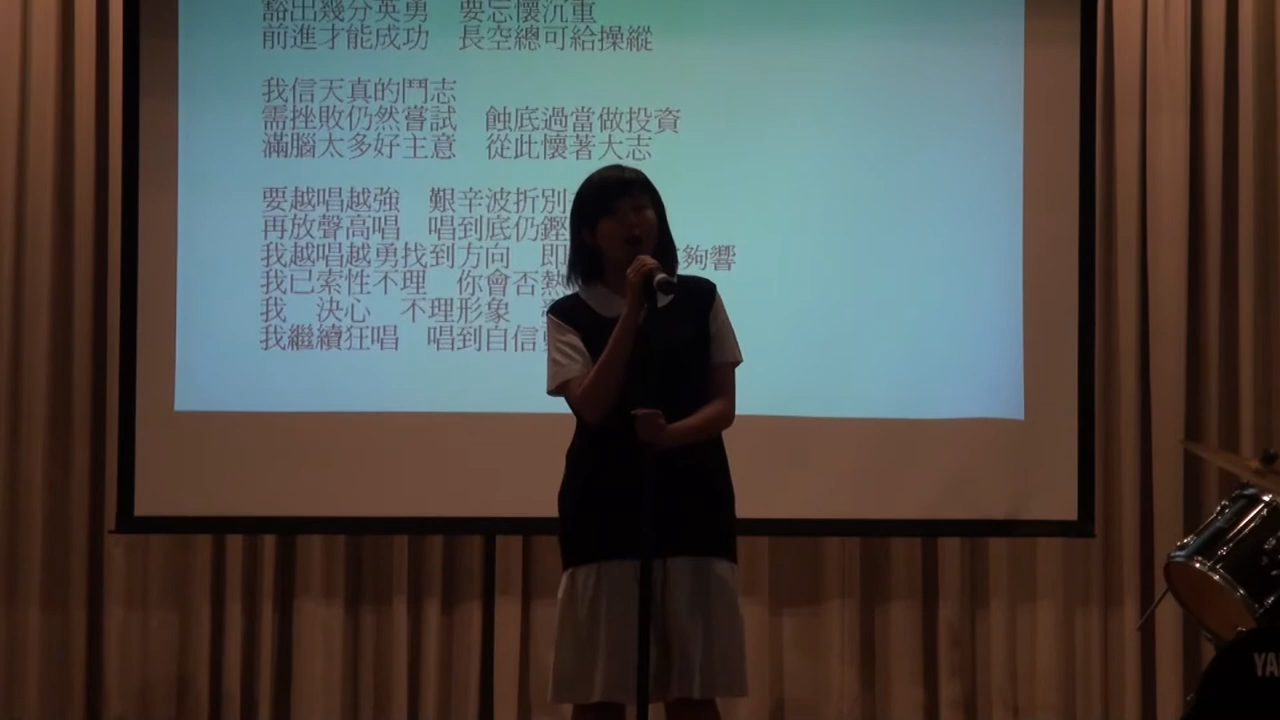 豁出幾分英勇　要忘懷沉重
前進才能成功　長空總可給操縱
我信天真的鬥志
需挫敗仍然嘗試　蝕底過當做投資
滿腦太多好主意　從此懷著大志
要越唱越強　艱辛波折別
再放聲高唱　唱到底仍鏗
我越唱越勇找到方向　即　夠響
我已索性不理　你會否熱
我　決心　不理形象
我繼續狂唱　唱到自信
YA